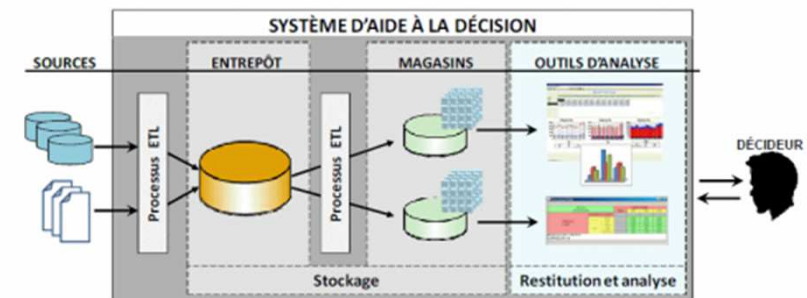 SYSTÈME D'AIDE À LA DÉCISION
SOURCES
ENTREPÔT
MAGASINS
OUTILS D'ANALYSE
Processus ETL
Processus ETL
DÉCIDEUR
Stockage
Restitution et analyse